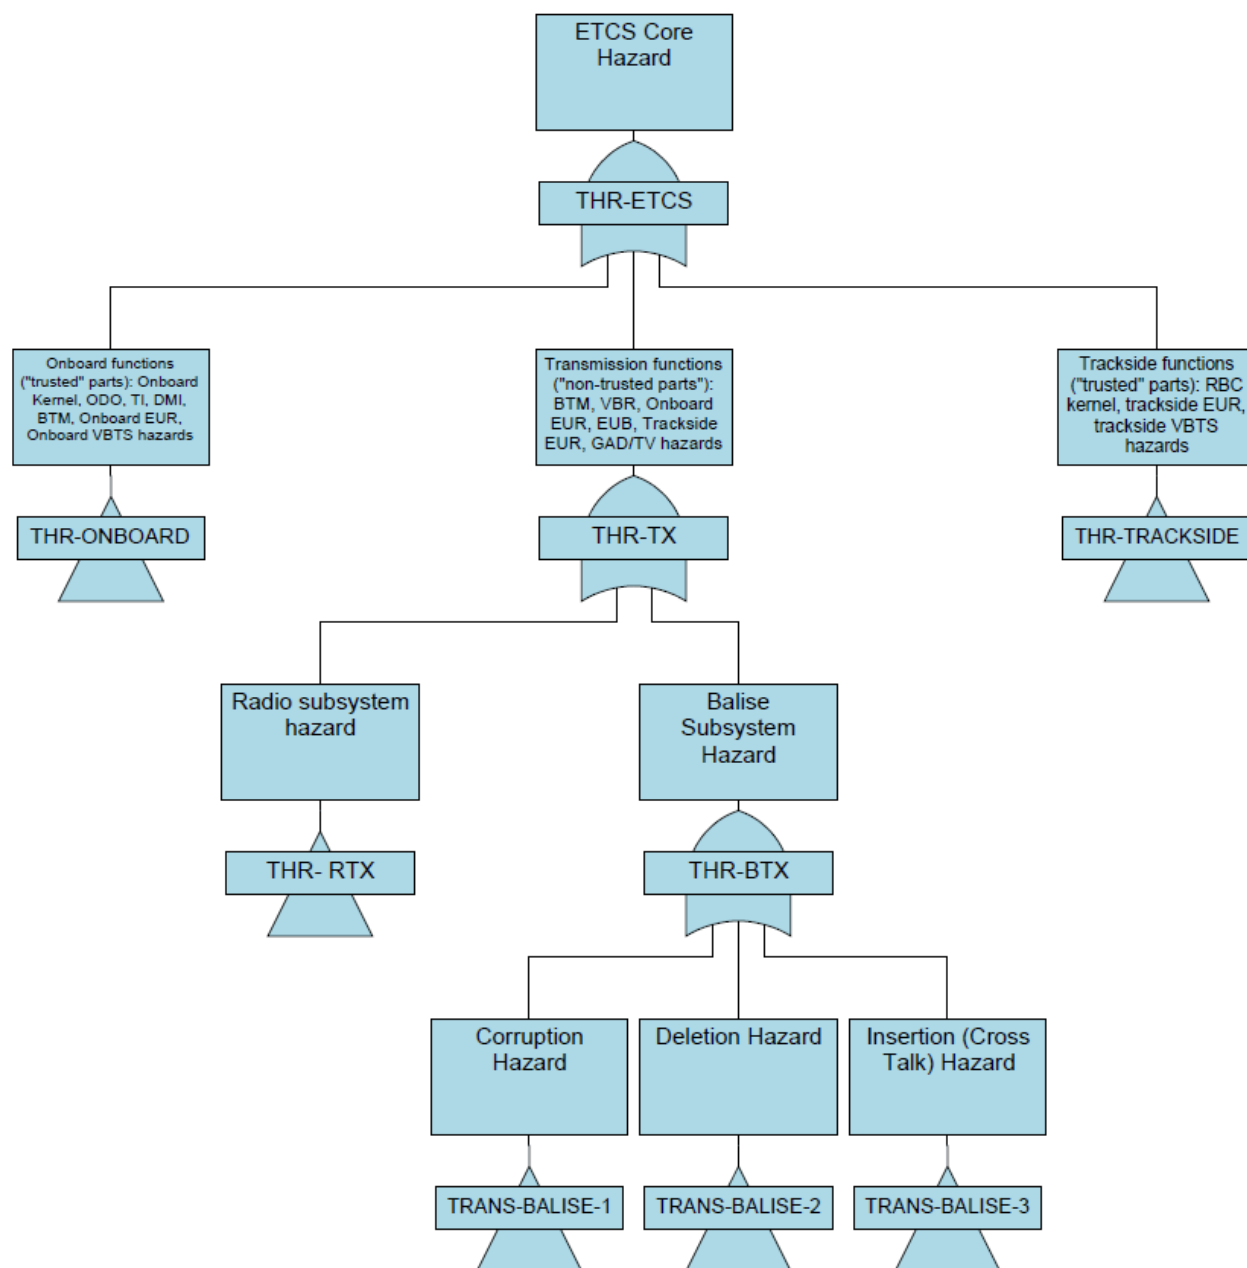 ETCS Core
Hazard
THR-ETCS
Onboard functions
("trusted" parts): Onboard
Kernel, ODO, TI, DMI,
BTM, Onboard EUR,
Onboard VBTS hazards
Transmission functions
("non-trusted parts"):
BTM, VBR, Onboard
EUR, EUB, Trackside
EUR, GAD/TV hazards
Trackside functions
("trusted" parts): RBC
kernel, trackside EUR,
trackside VBTS
hazards
THR-ONBOARD
THR-TX
THR-TRACKSIDE
Radio subsystem
hazard
Balise
Subsystem
Hazard
THR- RTX
THR-BTX
Corruption
Hazard
Deletion Hazard
Insertion (Cross
Talk) Hazard
TRANS-BALISE-1
TRANS-BALISE-2
TRANS-BALISE-3